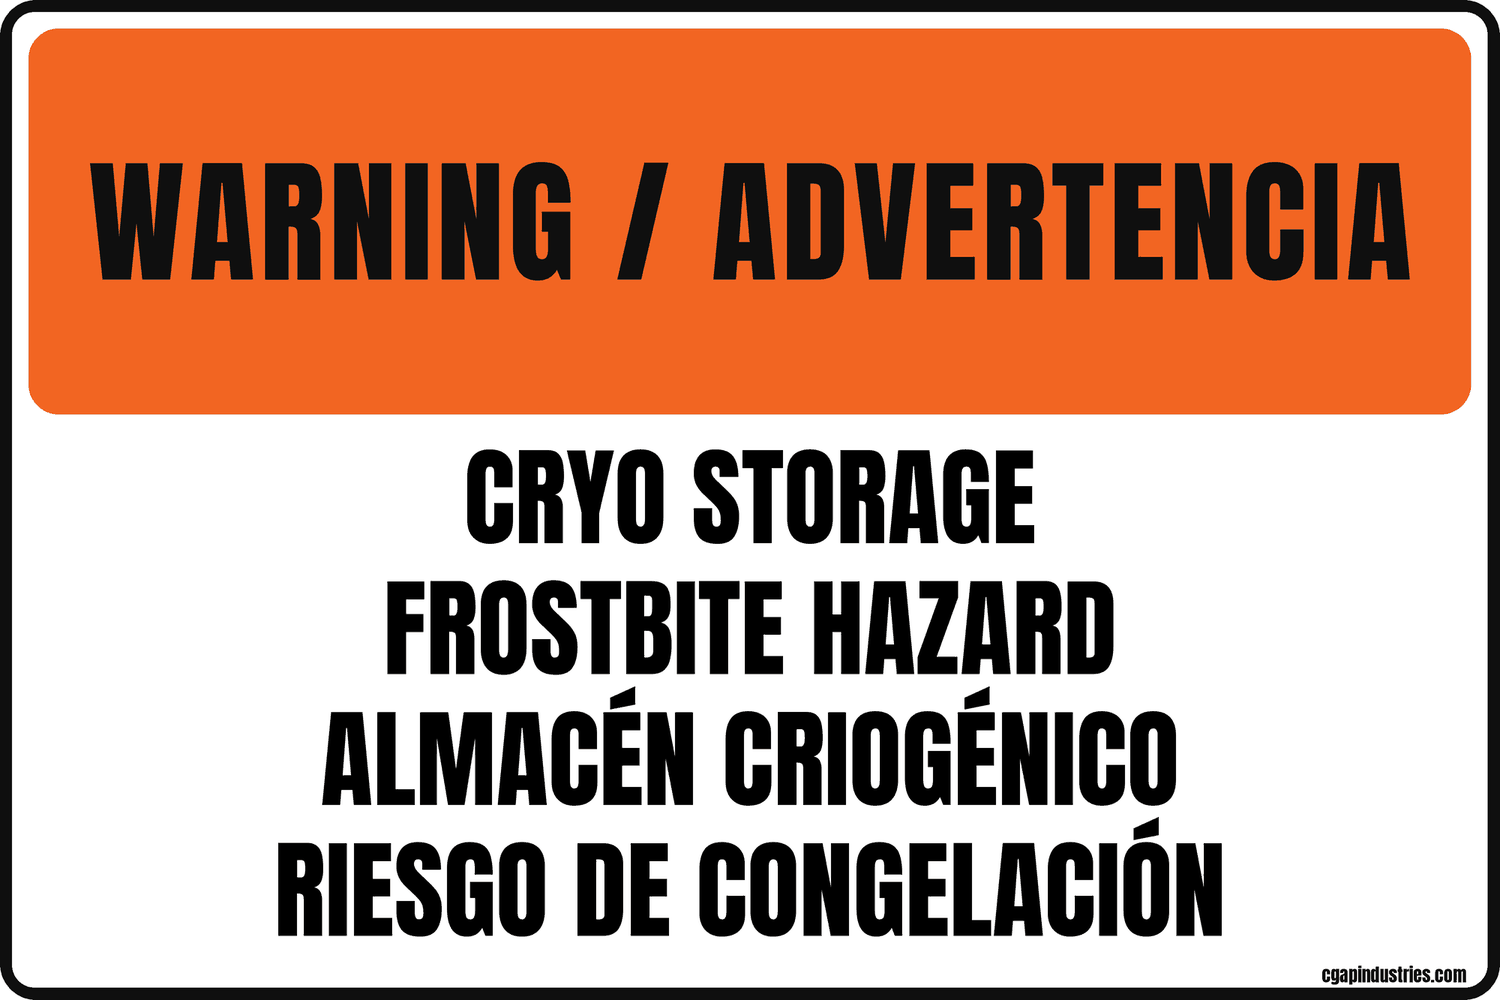 WARNING / ADVERTENCIA
CRYO STORAGE
FROSTBITE HAZARD
ALMACÉN CRIOGÉNICO
RIESGO DE CONGELACIÓN
cgapindustries.com